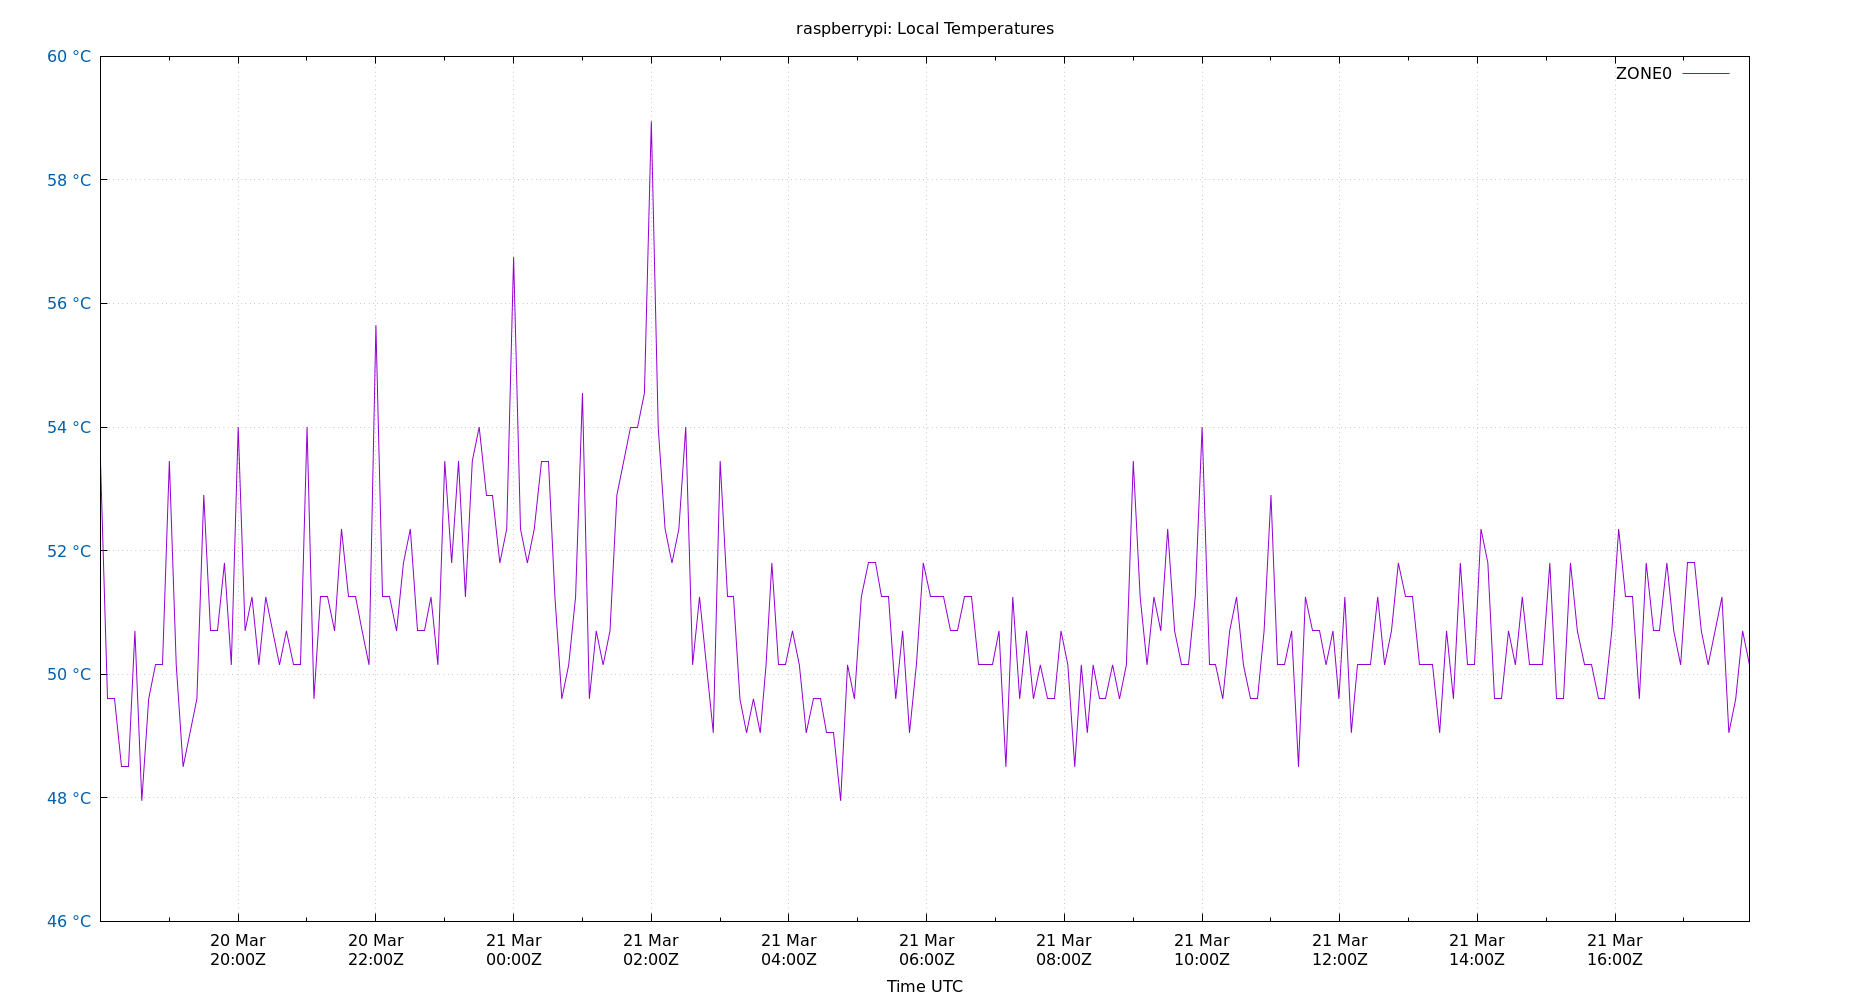 raspberrypi: Local Temperatures
60 °C
ZONE0
58 °C
56 °C
54 °C
52 °C
50 °C
48 °C
46 °C
20 Mar 20 Mar 21 Mar 21 Mar 21 Mar 21 Mar 21 Mar 21 Mar 21 Mar 21 Mar 21 Mar
20:00Z 22:00Z 00:00Z 02:00Z 04:00Z 06:00Z 08:00Z 10:00Z 12:00Z 14:00Z 16:00Z
Time UTC